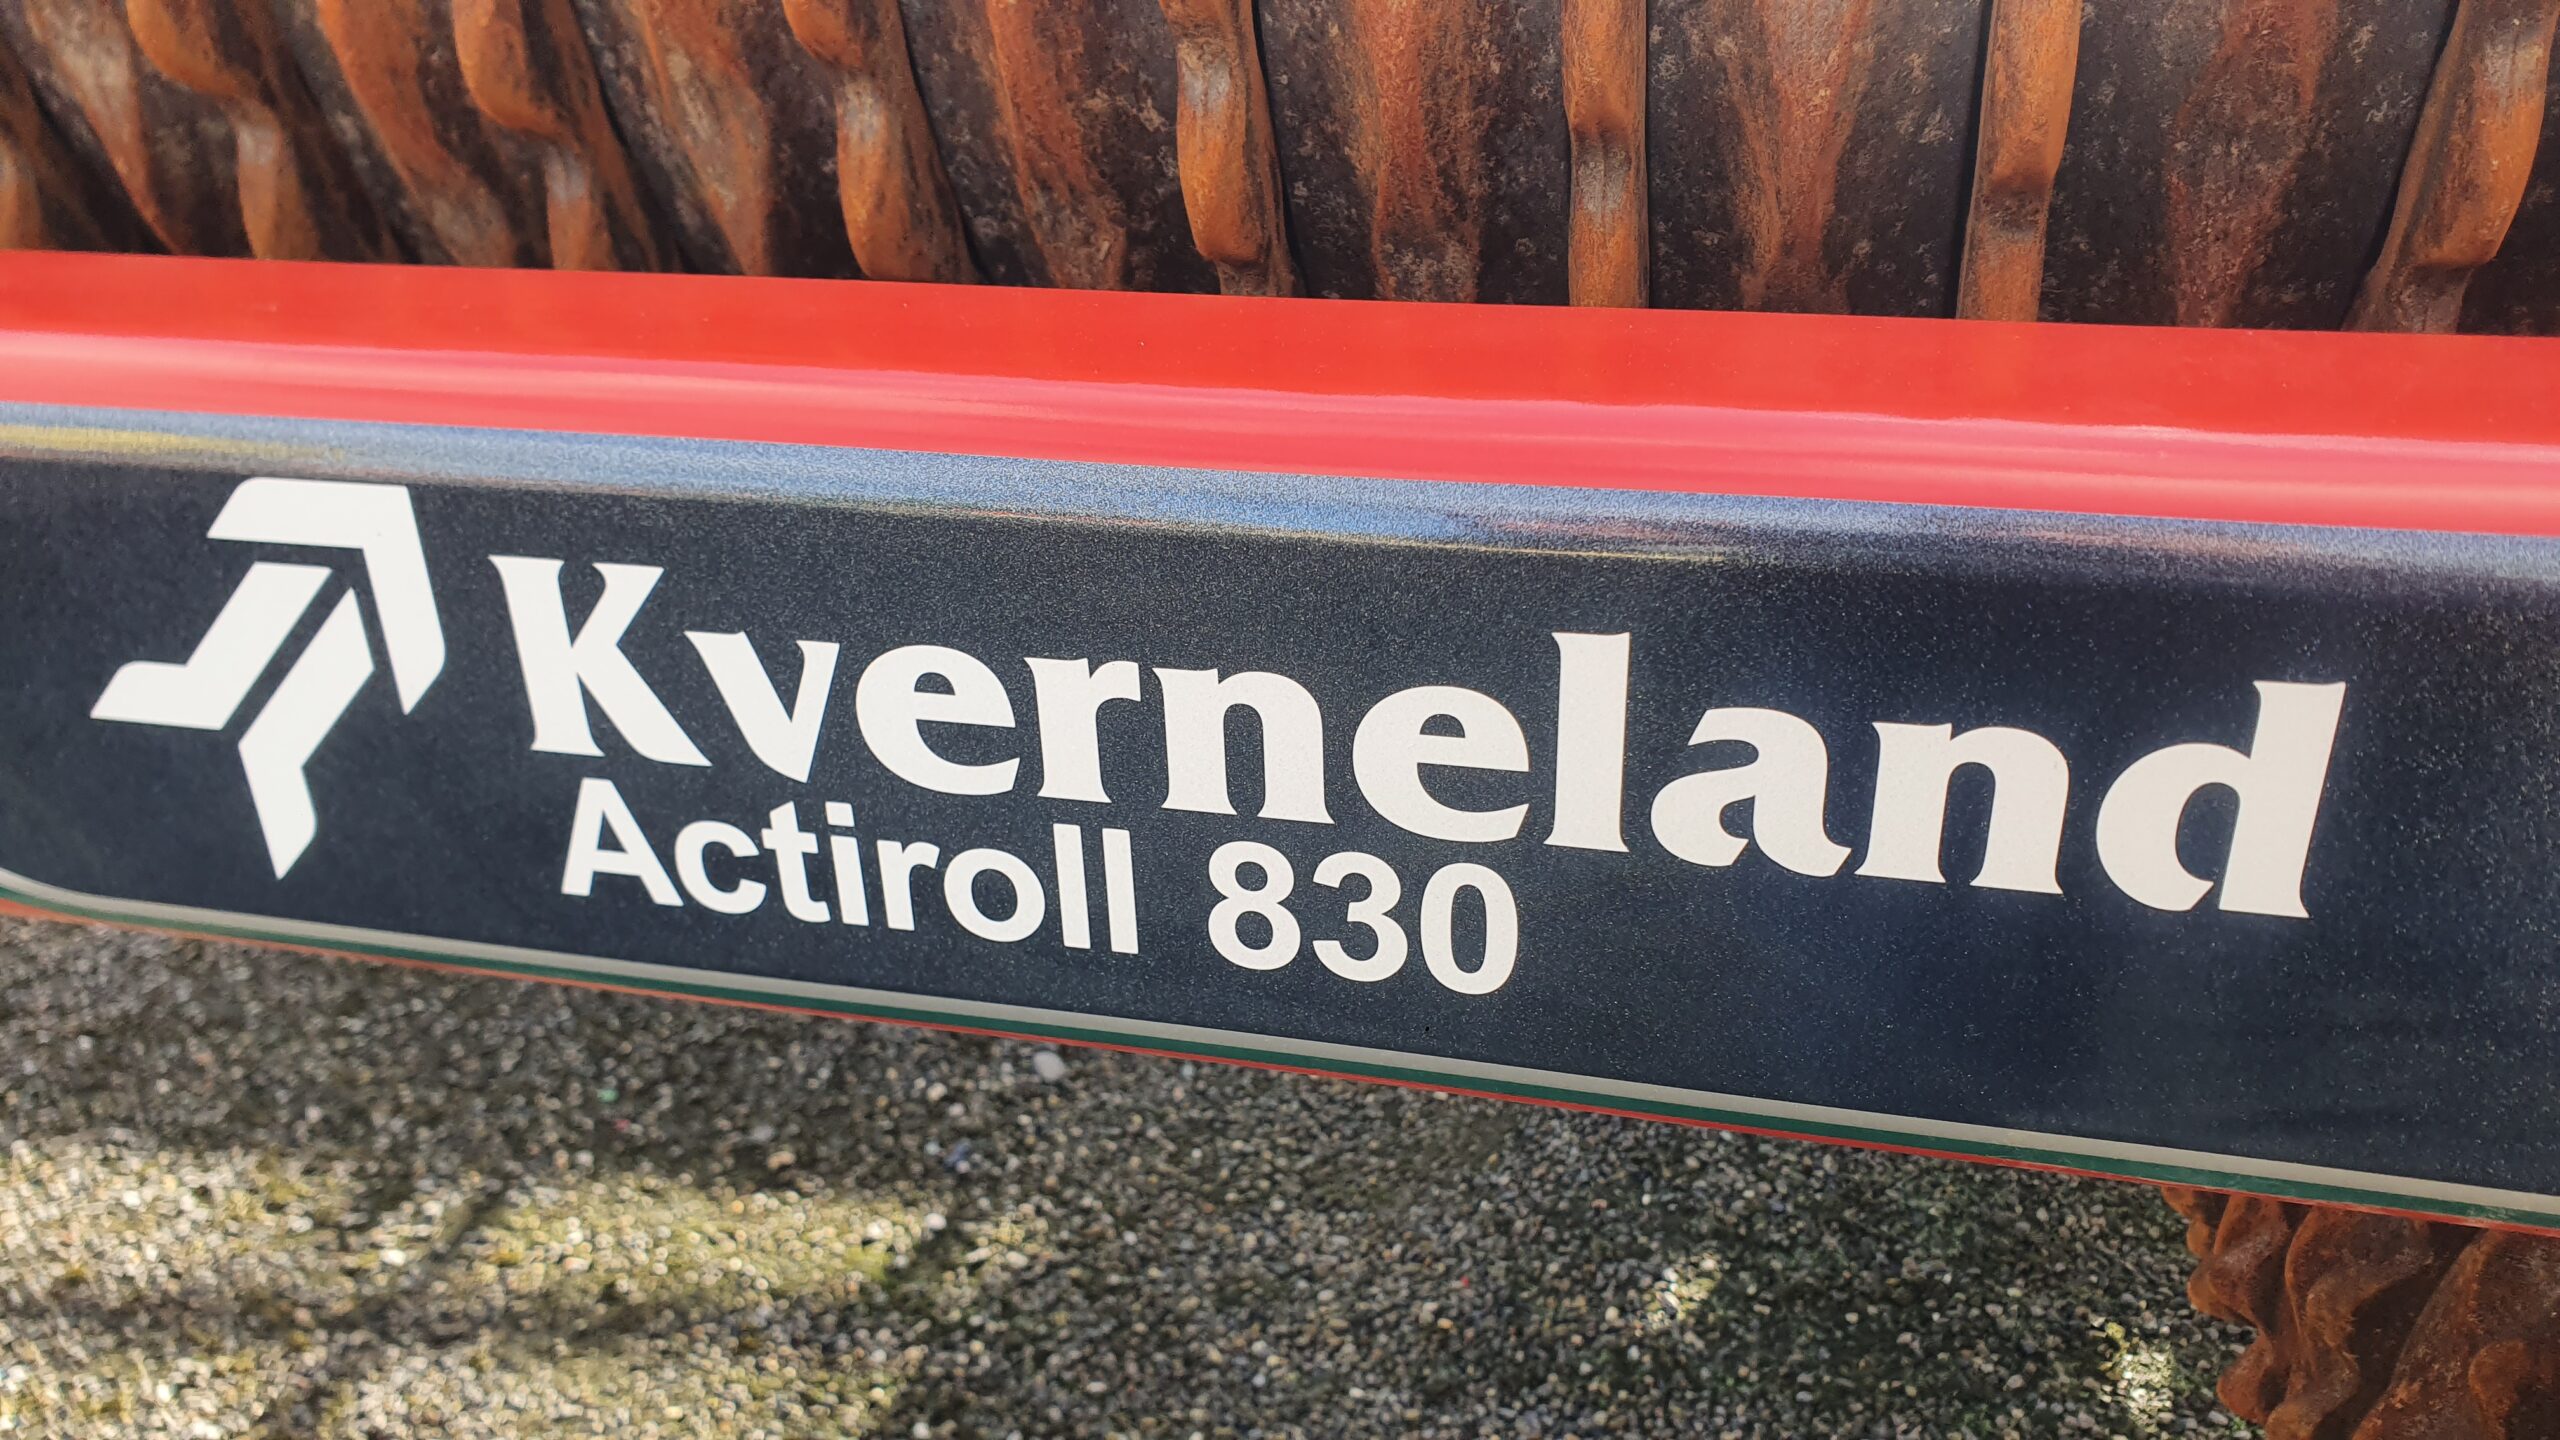 Kverneland
Actiroll 830